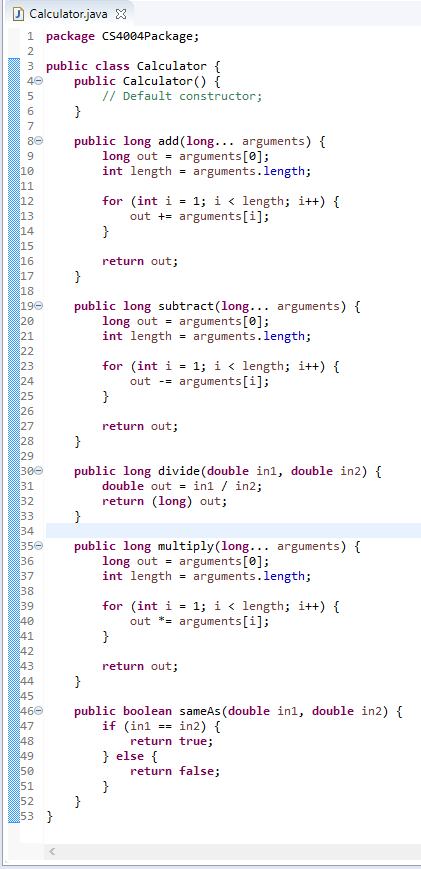 Calculator.java
1 package CS4004Package;
2
3 public class Calculator {
4     public Calculator() {
5         // Default constructor;
6     }
7
8     public long add(long... arguments) {
9         long out = arguments[0];
10         int length = arguments.length;
11
12         for (int i = 1; i < length; i++) {
13             out += arguments[i];
14         }
15
16         return out;
17     }
18
19     public long subtract(long... arguments) {
20         long out = arguments[0];
21         int length = arguments.length;
22
23         for (int i = 1; i < length; i++) {
24             out -= arguments[i];
25         }
26
27         return out;
28     }
29
30     public long divide(double in1, double in2) {
31         double out = in1 / in2;
32         return (long) out;
33     }
34
35     public long multiply(long... arguments) {
36         long out = arguments[0];
37         int length = arguments.length;
38
39         for (int i = 1; i < length; i++) {
40             out *= arguments[i];
41         }
42
43         return out;
44     }
45
46     public boolean sameAs(double in1, double in2) {
47         if (in1 == in2) {
48             return true;
49         } else {
50             return false;
51         }
52     }
53 }